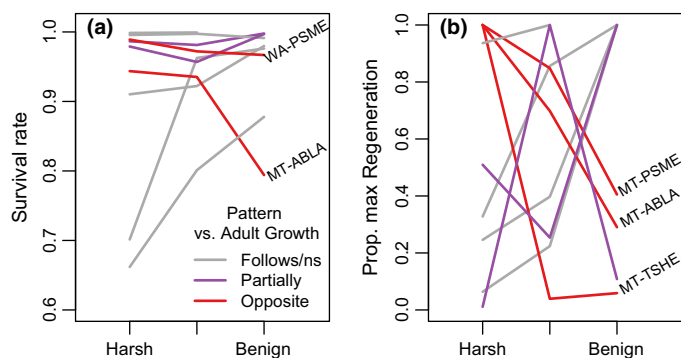 (a)
(b)
Survival rate
1.0
0.9
0.8
0.7
0.6
WA-PSME
MT-ABLA
Pattern
vs. Adult Growth
Follows/ns
Partially
Opposite
Harsh
Benign
Prop. max Regeneration
1.0
0.8
0.6
0.4
0.2
0.0
MT-PSME
MT-ABLA
MT-TSHE
Harsh
Benign